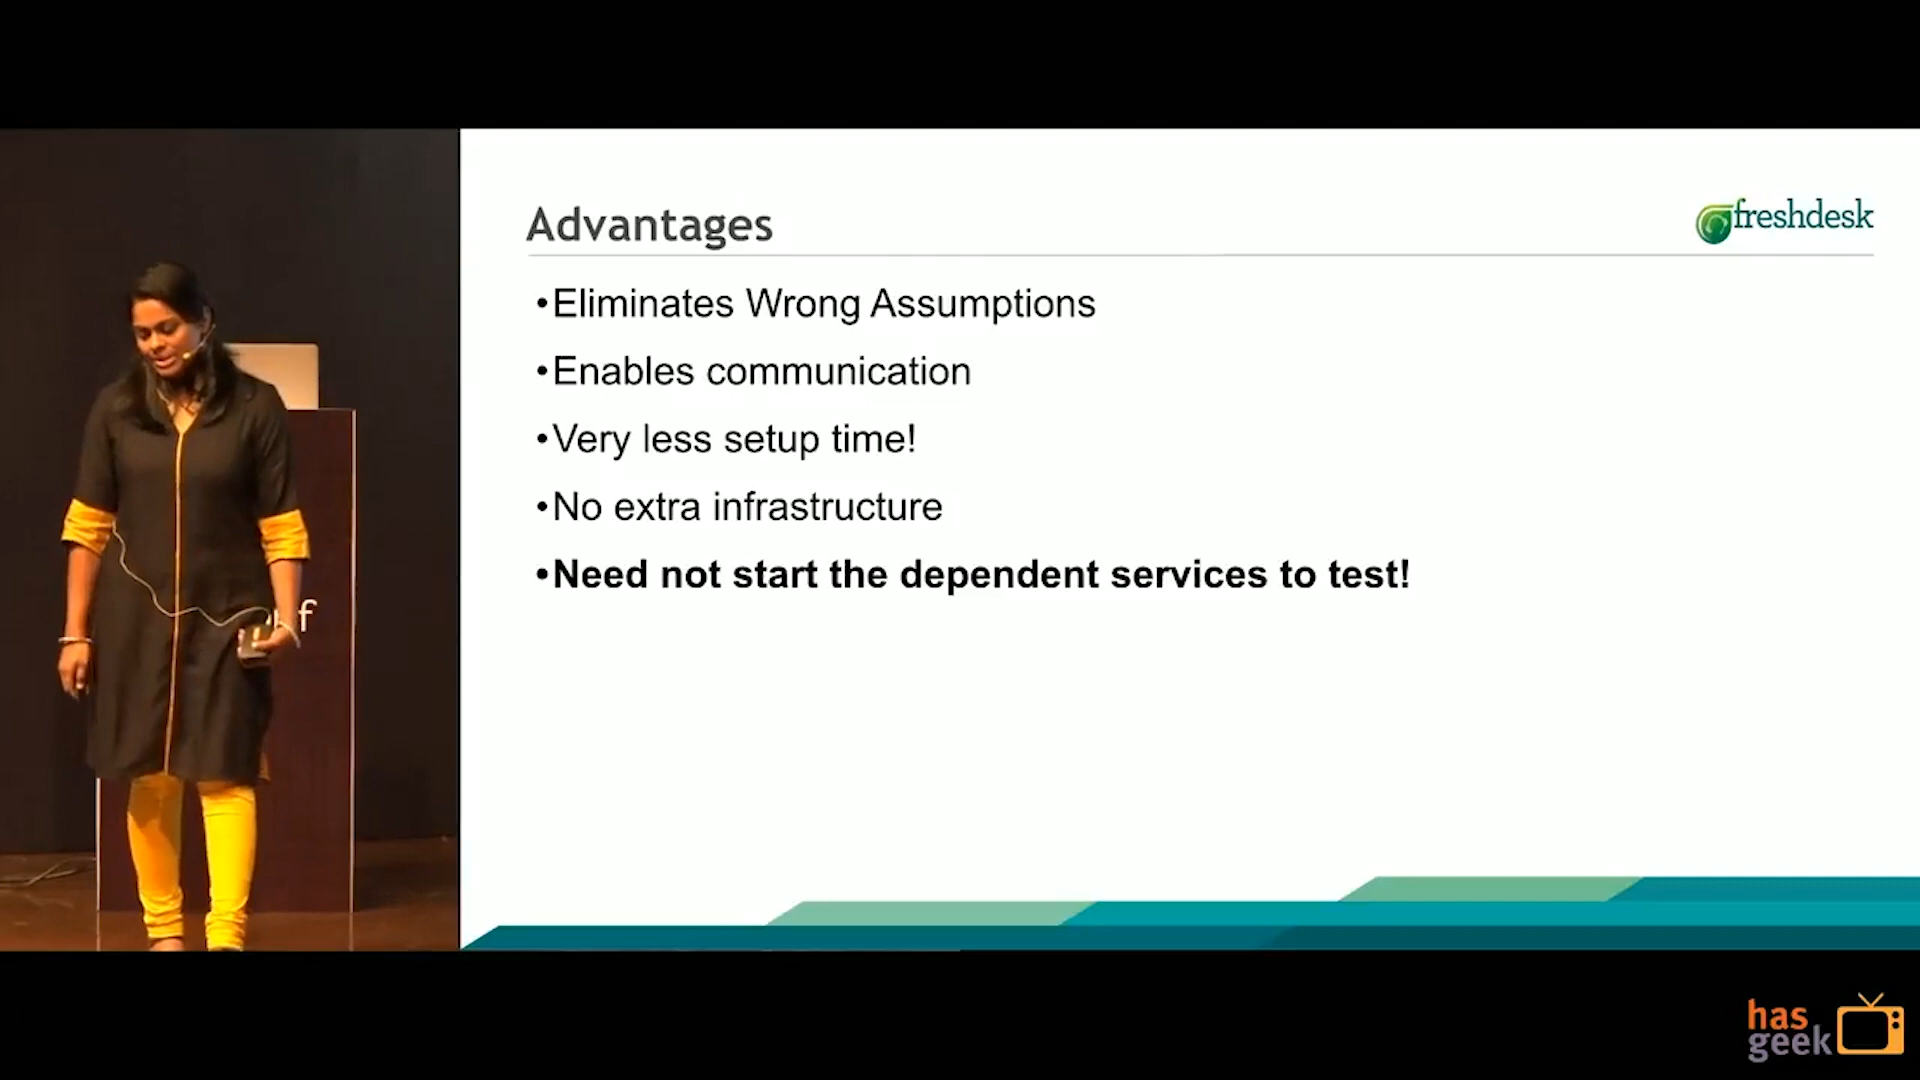 Advantages
freshdesk
•Eliminates Wrong Assumptions
•Enables communication
•Very less setup time!
•No extra infrastructure
•Need not start the dependent services to test!
f
has
geek